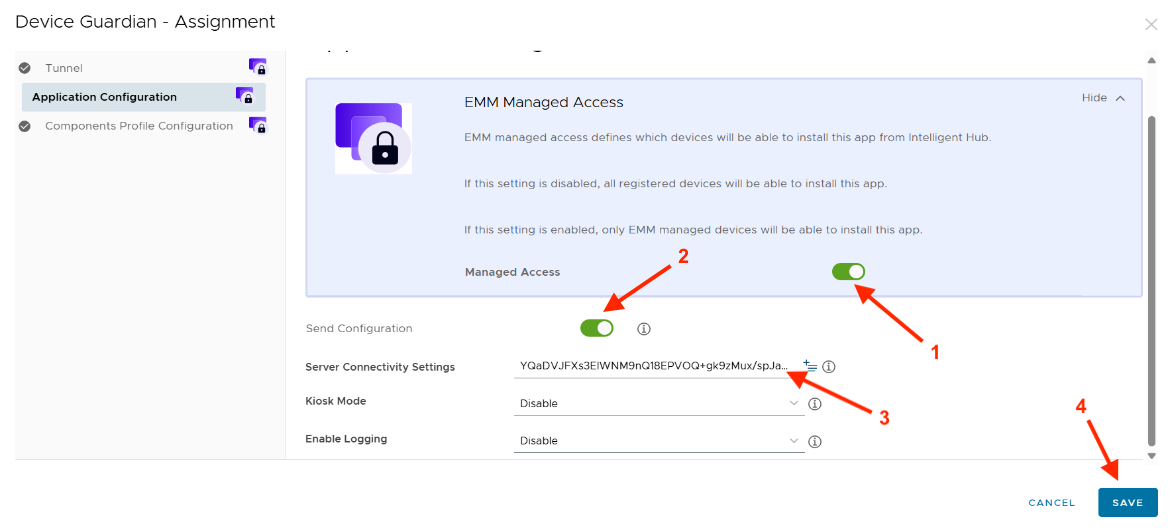 Device Guardian - Assignment
Tunnel
Application Configuration
Components Profile Configuration
EMM Managed Access
Hide
EMM managed access defines which devices will be able to install this app from Intelligent Hub.
If this setting is disabled, all registered devices will be able to install this app.
If this setting is enabled, only EMM managed devices will be able to install this app.
2
Managed Access
Send Configuration
1
Server Connectivity Settings YQaDVJFXs3EIWNM9nQ18EPVOQ+gk9zMux/spJa...
Kiosk Mode Disable
3
4
Enable Logging Disable
CANCEL SAVE